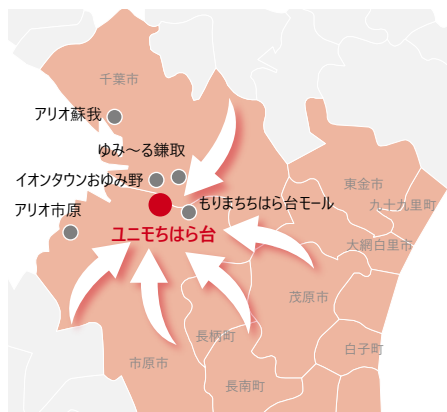 千葉市
アリオ蘇我
ゆみ～る鎌取
イオンタウンおゆみ野
東金市
アリオ市原
もりまちちはら台モール
九十九里町
ユニモちはら台
大網白里市
茂原市
長柄町
白子町
市原市
長南町